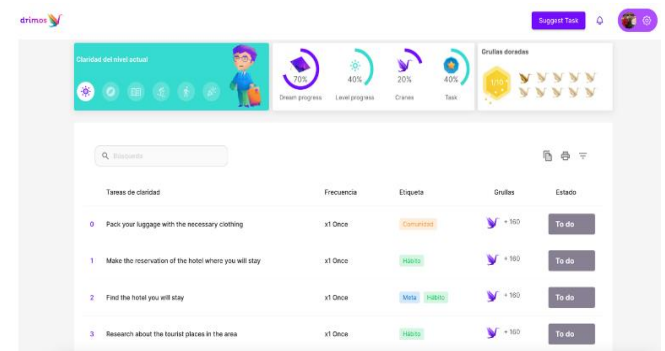 drimos
Suggest Task
Claridad del nivel actual
70%
Dream progress
40%
Level progress
20%
Cranes
40%
Task
Grullas doradas
1/10
Búsqueda
Tareas de claridad Frecuencia Etiqueta Grullas Estado
0 Pack your luggage with the necessary clothing x1 Once Comunidad + 160 To do
1 Make the reservation of the hotel where you will stay x1 Once Hábito + 160 To do
2 Find the hotel you will stay x1 Once Meta Hábito + 160 To do
3 Research about the tourist places in the area x1 Once Hábito + 160 To do